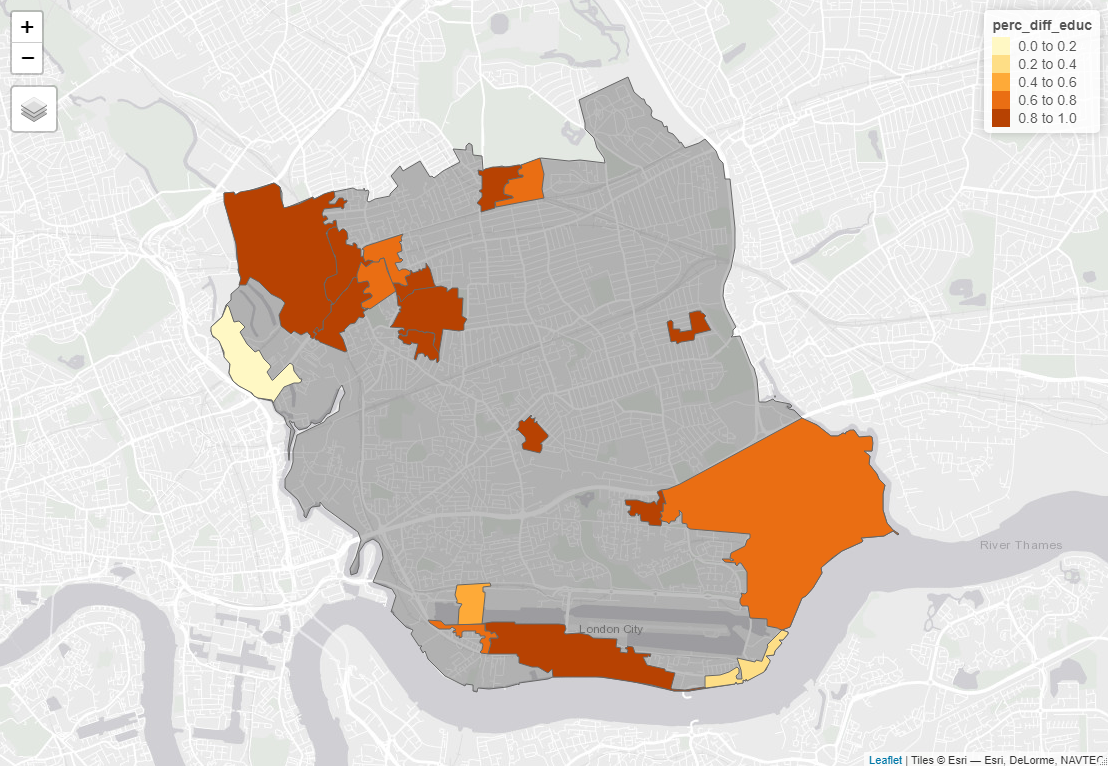 +
−
perc_diff_educ
0.0 to 0.2
0.2 to 0.4
0.4 to 0.6
0.6 to 0.8
0.8 to 1.0
River Thames
London City
Leaflet | Tiles © Esri — Esri, DeLorme, NAVTEQ